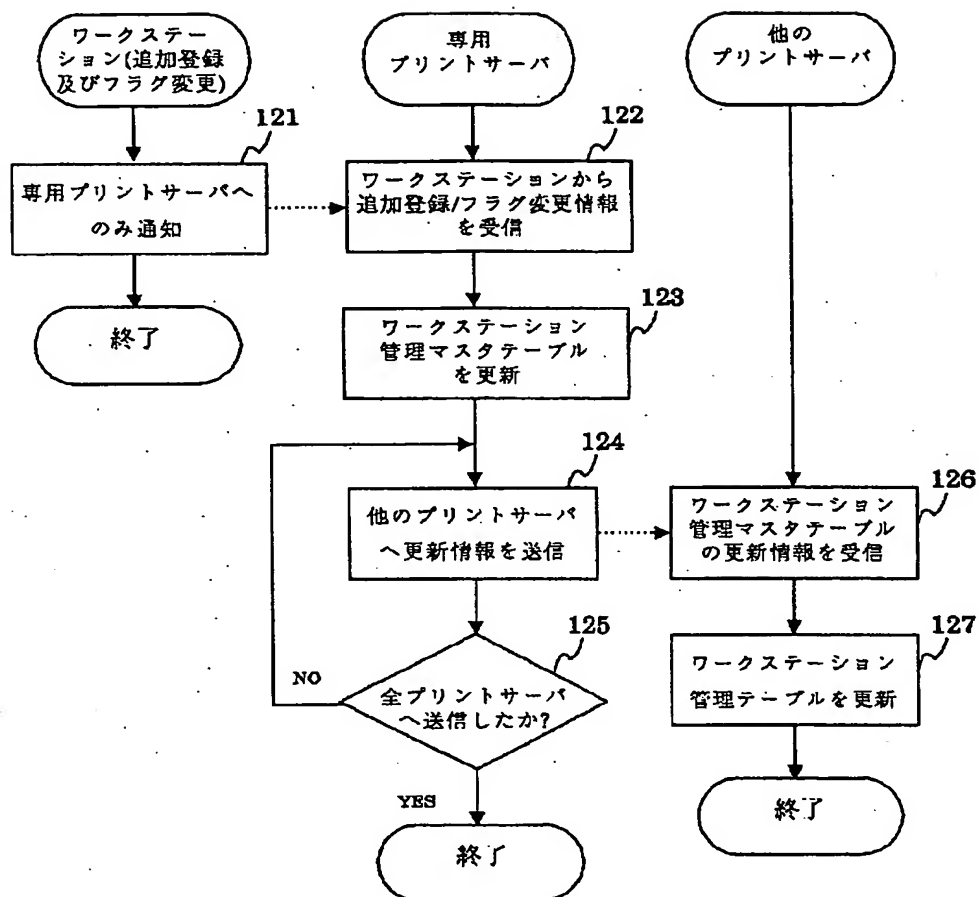 ワークステー
ション(追加登録
及びフラグ変更)
121
専用プリントサーバへ
のみ通知
終了
専用
プリントサーバ
122
ワークステーションから
追加登録/フラグ変更情報
を受信
123
ワークステーション
管理マスタテーブル
を更新
124
他のプリントサーバ
へ更新情報を送信
125
NO
全プリントサーバ
へ送信したか?
YES
終了
他の
プリントサーバ
126
ワークステーション
管理マスタテーブル
の更新情報を受信
127
ワークステーション
管理テーブルを更新
終了